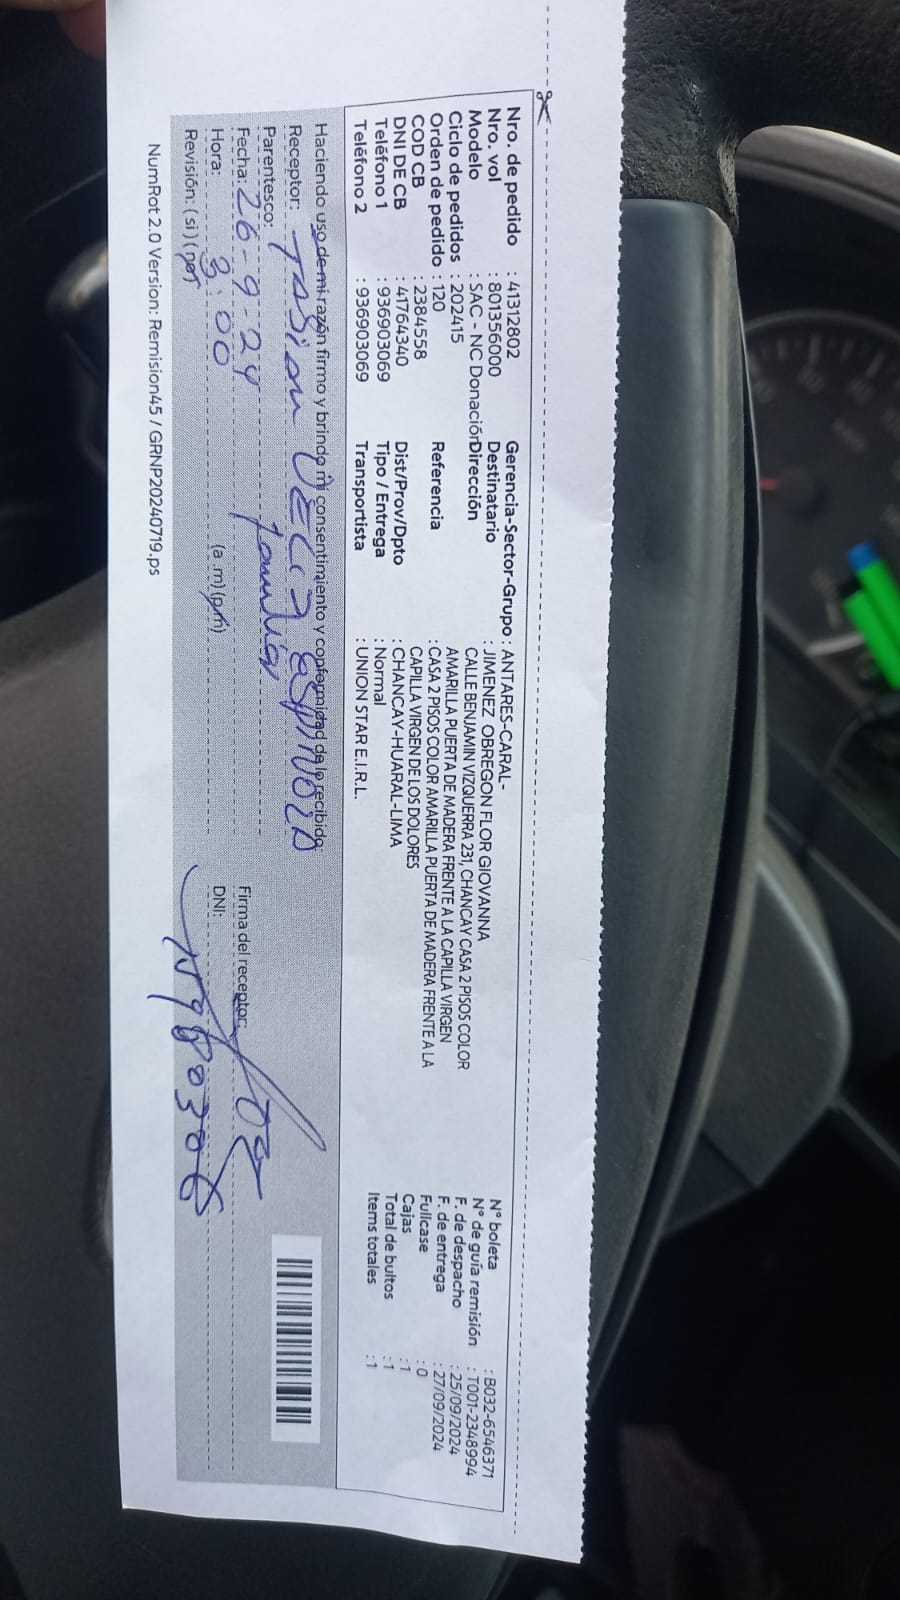 Nro. de pedido : 41312802
Nro. vol : 801356000
Modelo : SAC - NC Donación
Ciclo de pedidos : 202415
Orden de pedido : 120
COD CB : 2384558
DNI DE CB : 41764340
Teléfono 1 : 936903069
Teléfono 2 : 936903069
Gerencia-Sector-Grupo : ANTARES-CARAL-
Destinatario : JIMENEZ OBREGON FLOR GIOVANNA
Dirección CALLE BENJAMIN VIZQUERRA 231, CHANCAY CASA 2 PISOS COLOR
AMARILLA PUERTA DE MADERA FRENTE A LA CAPILLA VIRGEN
Referencia : CASA 2 PISOS COLOR AMARILLA PUERTA DE MADERA FRENTE A LA
CAPILLA VIRGEN DE LOS DOLORES
Dist/Prov/Dpto : CHANCAY-HUARAL-LIMA
Tipo / Entrega : Normal
Transportista : UNION STAR E.I.R.L.
N° boleta : B032-6546371
N° de guía remisión : T001-2348994
F. de despacho : 25/09/2024
F. de entrega : 27/09/2024
Fullcase : 0
Cajas : 1
Total de bultos : 1
Items totales : 1
Haciendo uso de mi razón firmo y brindo mi consentimiento y conformidad de lo recibido:
Receptor:
Parentesco:
Fecha: 26-9-24
Hora: 3:00 (a .m) (p.m)
Revisión: (si) (no)
Firma del receptor:
DNI:
NumRot 2.0 Version: Remision45 / GRNP20240719.ps